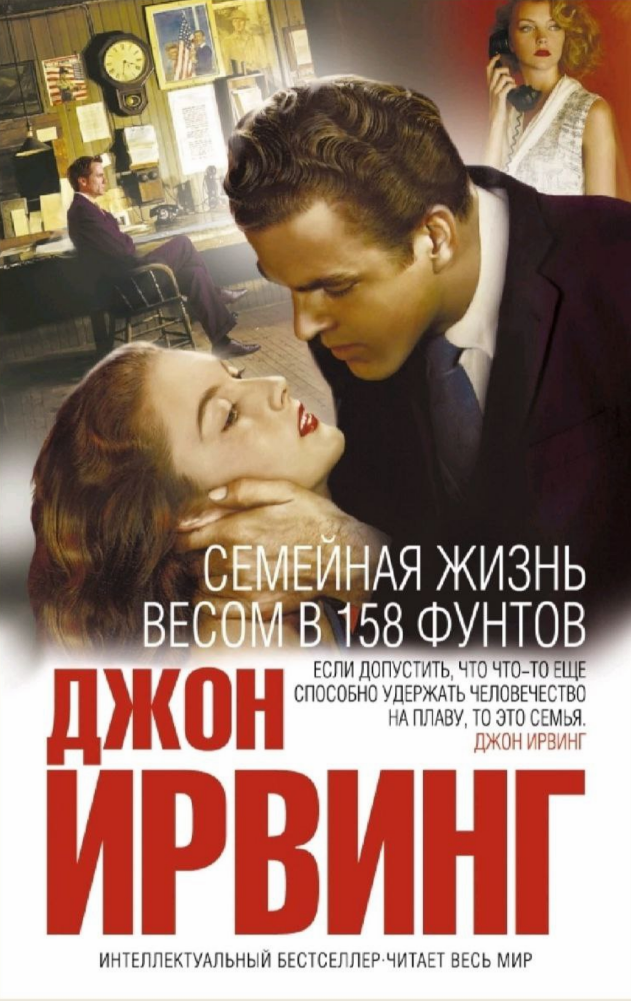 СЕМЕЙНАЯ ЖИЗНЬ
ВЕСОМ В 158 ФУНТОВ
ЕСЛИ ДОПУСТИТЬ, ЧТО ЧТО-ТО ЕЩЕ
СПОСОБНО УДЕРЖАТЬ ЧЕЛОВЕЧЕСТВО
НА ПЛАВУ, ТО ЭТО СЕМЬЯ.
ДЖОН ИРВИНГ
ДЖОН
ИРВИНГ
ИНТЕЛЛЕКТУАЛЬНЫЙ БЕСТСЕЛЛЕР·ЧИТАЕТ ВЕСЬ МИР